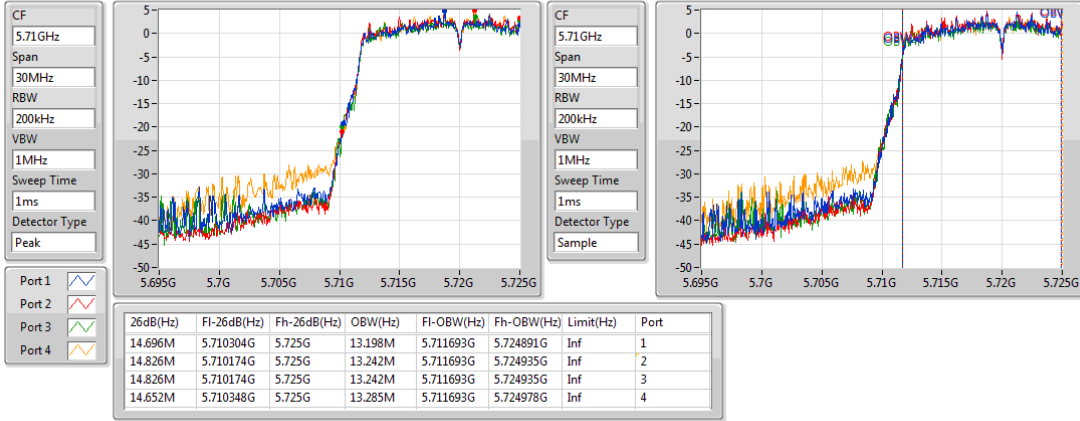 CF
5.71GHz
Span
30MHz
RBW
200kHz
VBW
1MHz
Sweep Time
1ms
Detector Type
Peak
5
0
-5
-10
-15
-20
-25
-30
-35
-40
-45
-50
5.695G 5.7G 5.705G 5.71G 5.715G 5.72G 5.725G
CF
5.71GHz
Span
30MHz
RBW
200kHz
VBW
1MHz
Sweep Time
1ms
Detector Type
Sample
5
0
-5
-10
-15
-20
-25
-30
-35
-40
-45
-50
5.695G 5.7G 5.705G 5.71G 5.715G 5.72G 5.725G
Port 1
Port 2
Port 3
Port 4
26dB(Hz) Fl-26dB(Hz) Fh-26dB(Hz) OBW(Hz) Fl-OBW(Hz) Fh-OBW(Hz) Limit(Hz) Port
14.696M 5.710304G 5.725G 13.198M 5.711693G 5.724891G Inf 1
14.826M 5.710174G 5.725G 13.242M 5.711693G 5.724935G Inf 2
14.826M 5.710174G 5.725G 13.242M 5.711693G 5.724935G Inf 3
14.652M 5.710348G 5.725G 13.285M 5.711693G 5.724978G Inf 4